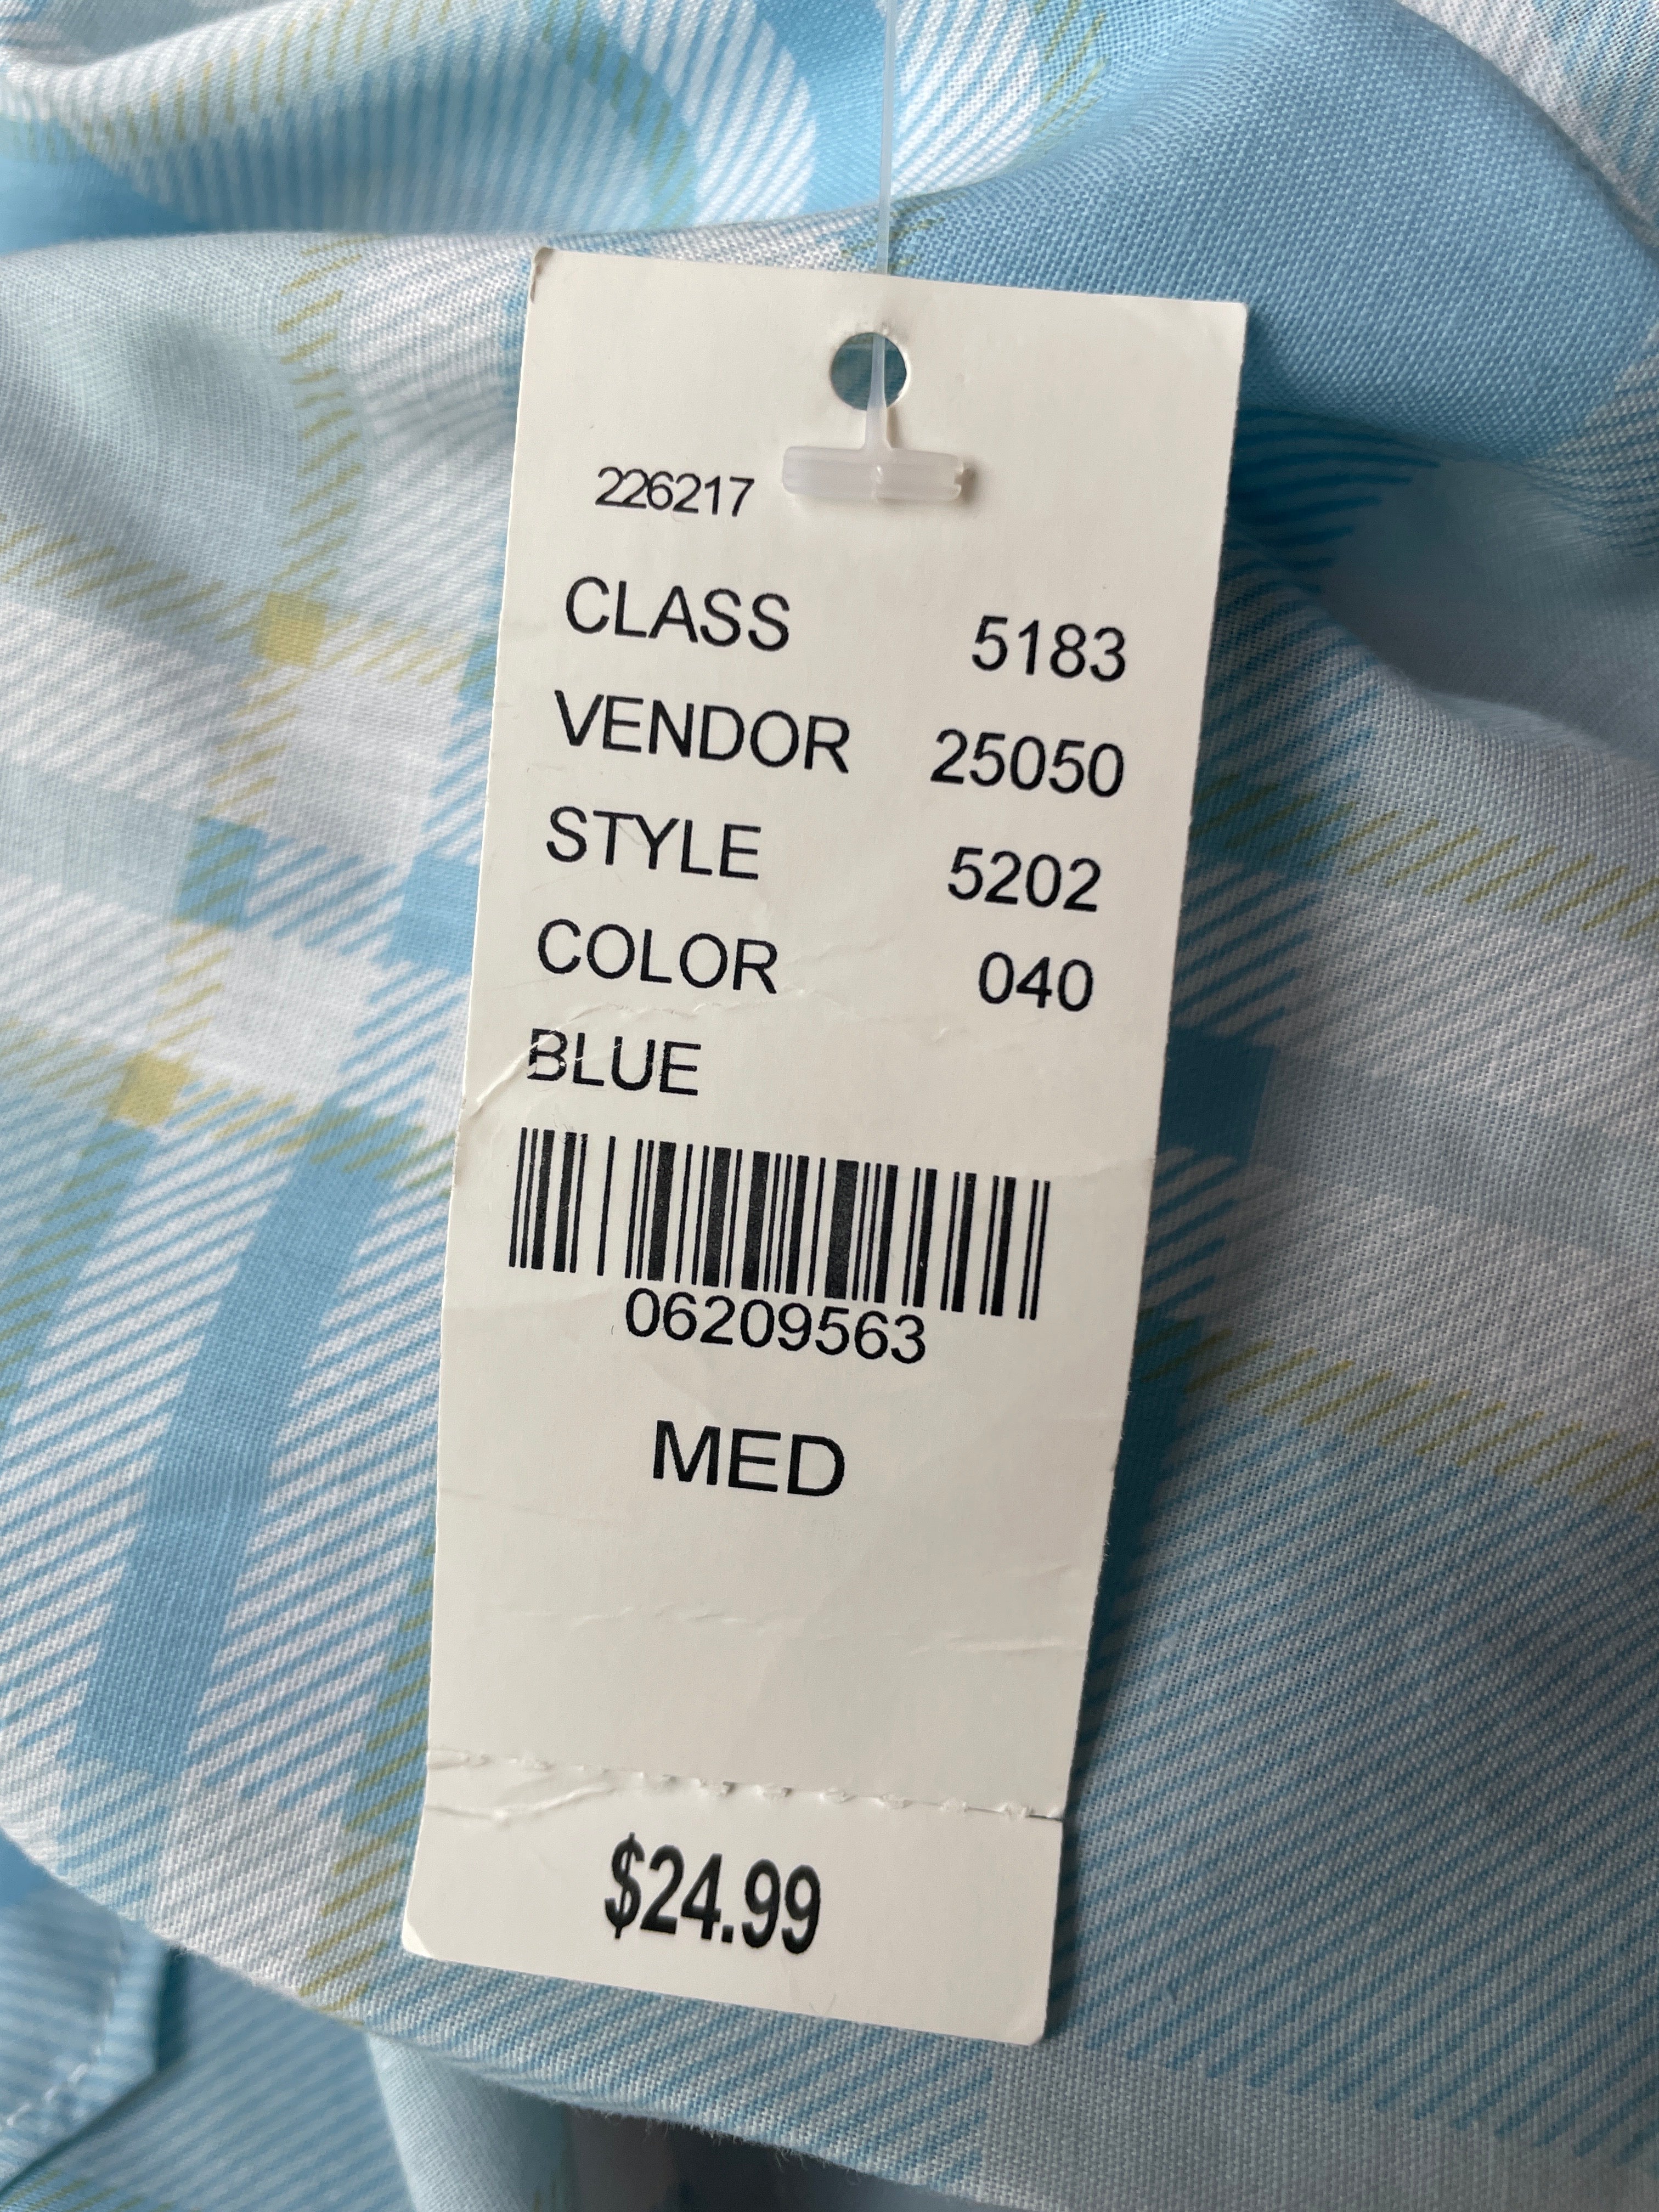 226217
CLASS 5183
VENDOR 25050
STYLE 5202
COLOR 040
BLUE
06209563
MED
$24.99